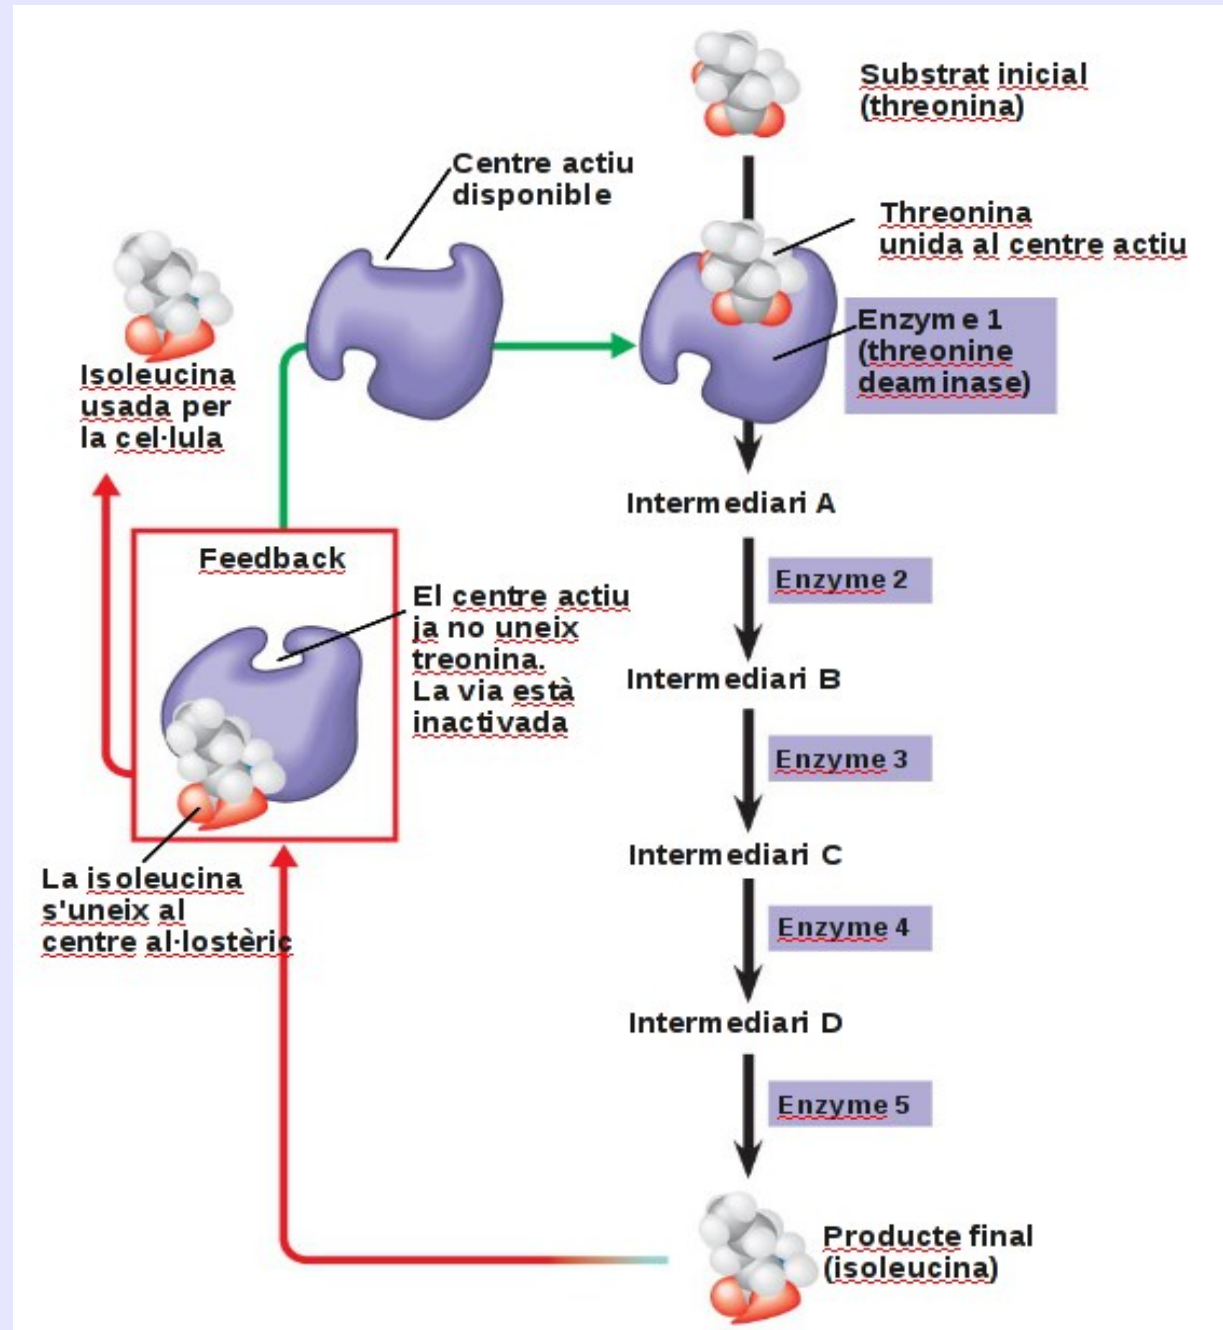 Substrat inicial
(threonina)
Centre actiu
disponible
Threonina
unida al centre actiu
Enzyme 1
(threonine
deaminase)
Isoleucina
usada per
la cel·lula
Intermediari A
Feedback
Enzyme 2
El centre actiu
ja no uneix
treonina.
La via està
inactivada
Intermediari B
Enzyme 3
Intermediari C
La isoleucina
s'uneix al
centre al·lostèric
Enzyme 4
Intermediari D
Enzyme 5
Producte final
(isoleucina)